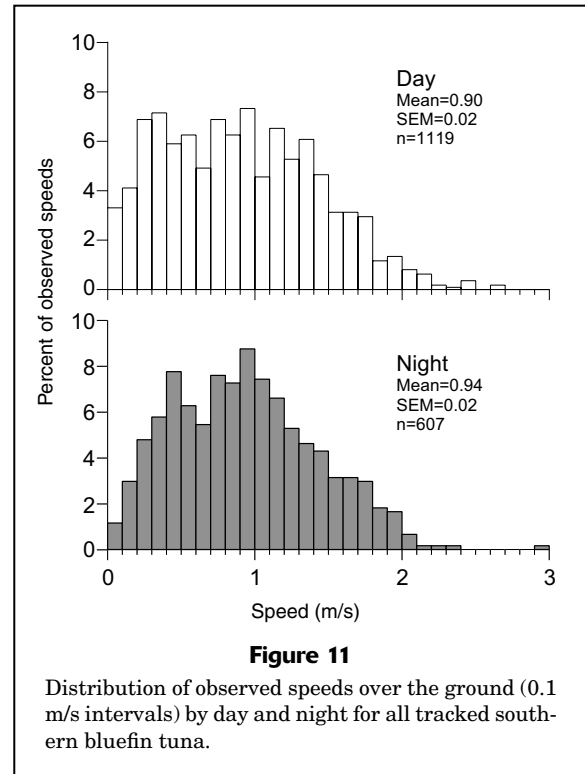 10
8
6
4
2
0
Day
Mean=0.90
SEM=0.02
n=1119
Percent of observed speeds
10
8
6
4
2
0
Night
Mean=0.94
SEM=0.02
n=607
0 1 2 3
Speed (m/s)
Figure 11
Distribution of observed speeds over the ground (0.1
m/s intervals) by day and night for all tracked south-
ern bluefin tuna.